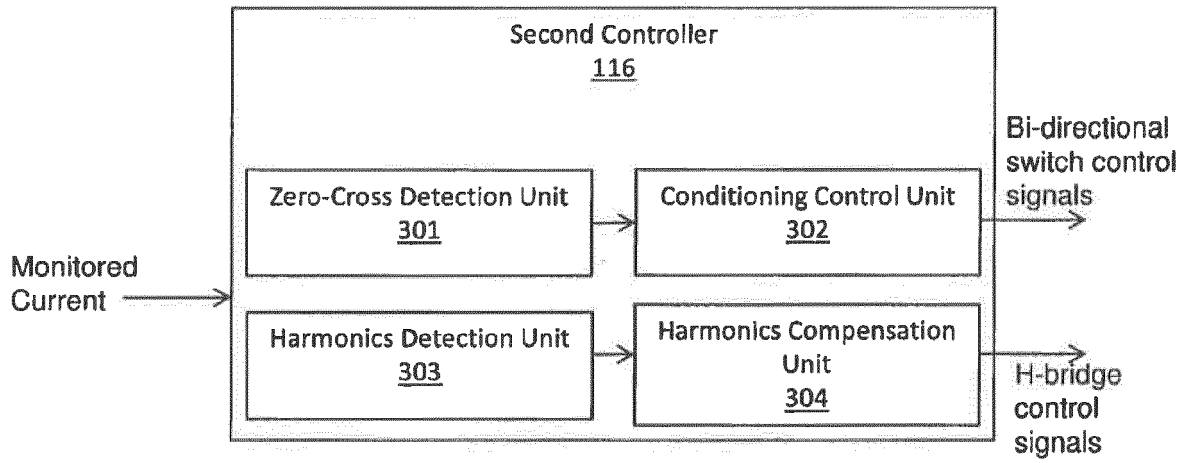 Second Controller
116
Bi-directional
switch control
signals
Zero-Cross Detection Unit
301
Conditioning Control Unit
302
Monitored
Current
Harmonics Detection Unit
303
Harmonics Compensation
Unit
304
H-bridge
control
signals